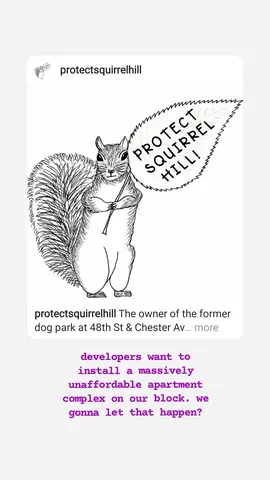 protectsquirrelhill
PROTECT
SQUIRREL
HILL!
protectsquirrelhill The owner of the former
dog park at 48th St & Chester Av... more
developers want to
install a massively
unaffordable apartment
complex on our block. we
gonna let that happen?